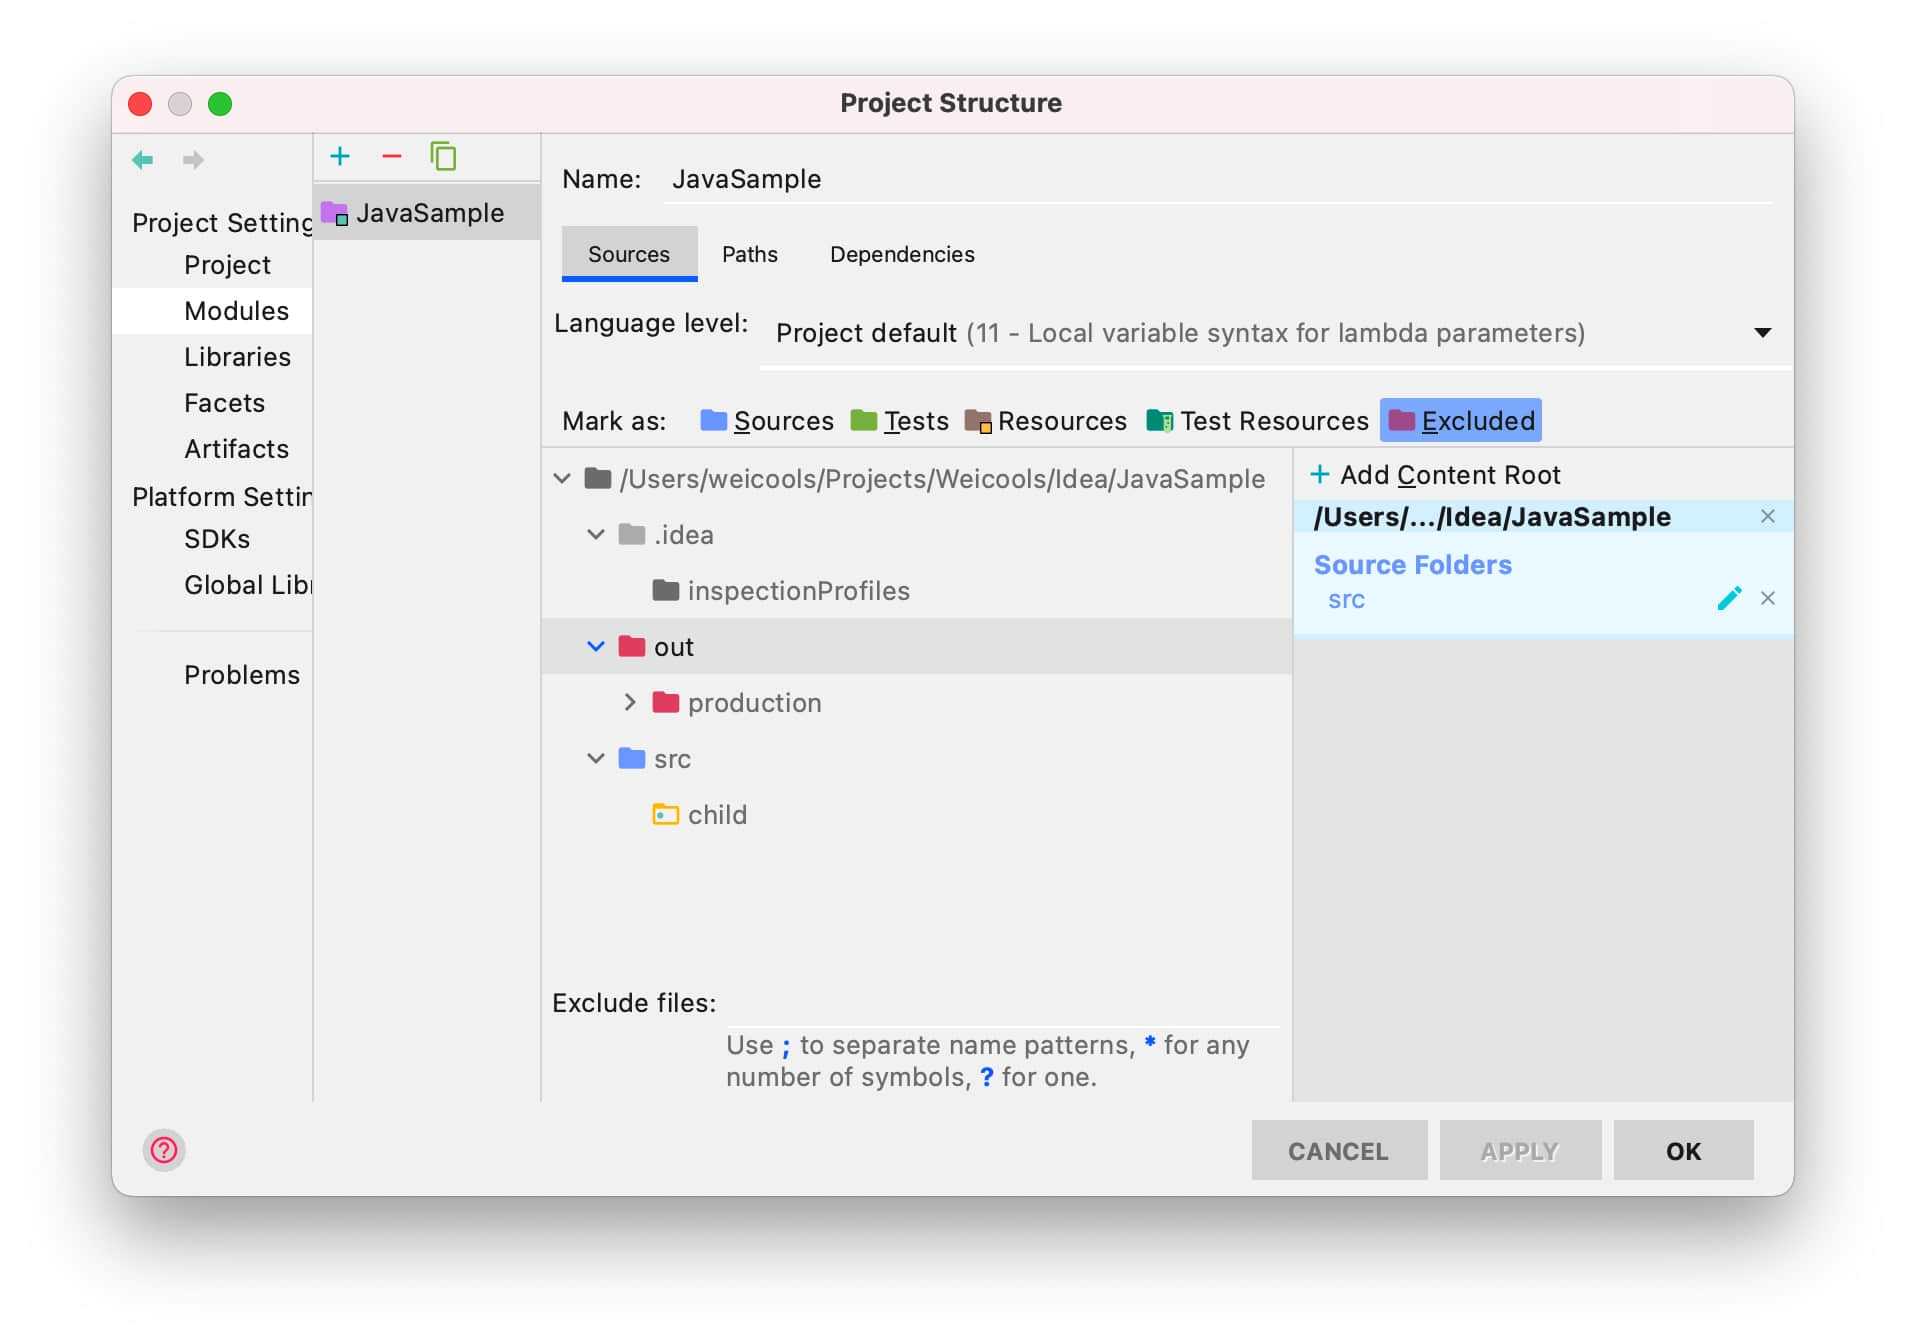 Project Structure
Project Setting
Project
Modules
Libraries
Facets
Artifacts
Platform Settin
SDKs
Global Lib
Problems
JavaSample
Name: JavaSample
Sources Paths Dependencies
Language level: Project default (11 - Local variable syntax for lambda parameters)
Mark as: Sources Tests Resources Test Resources Excluded
/Users/weicools/Projects/Weicools/Idea/JavaSample
.idea
inspectionProfiles
out
production
src
child
Exclude files:
Use ; to separate name patterns, * for any
number of symbols, ? for one.
+ Add Content Root
/Users/.../Idea/JavaSample
Source Folders
src
CANCEL APPLY OK